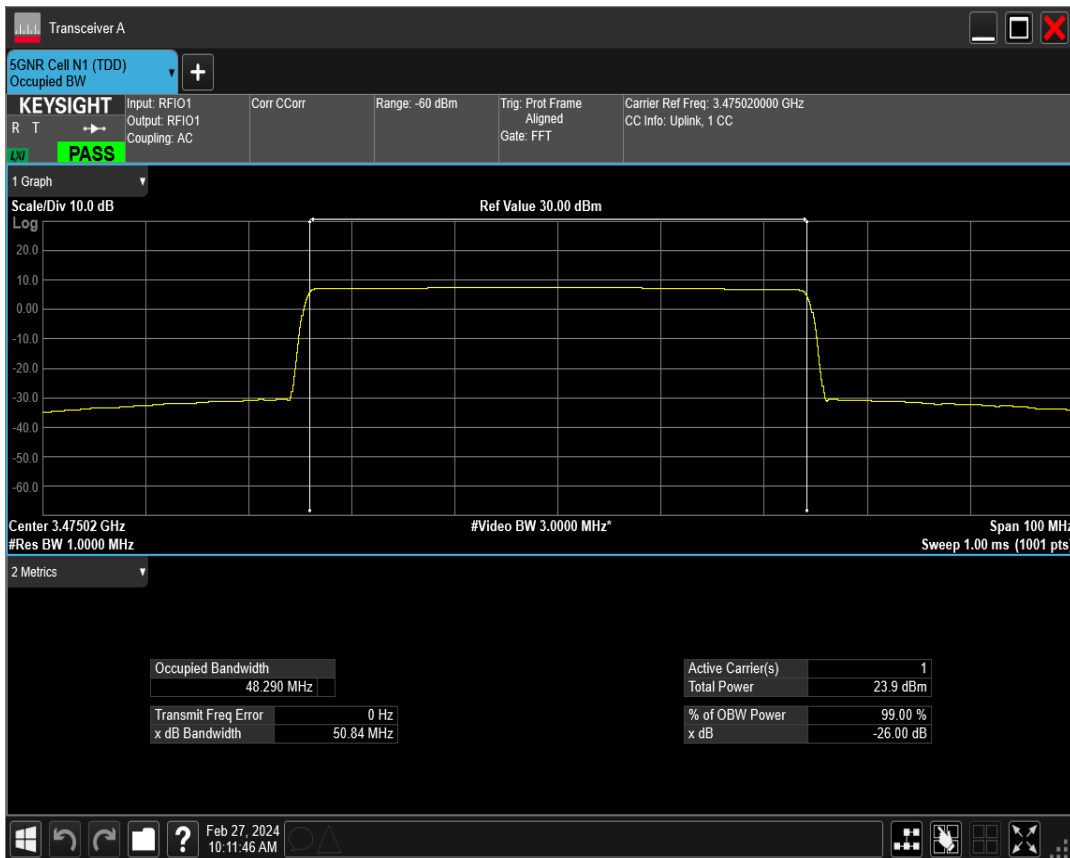 Transceiver A
5GNR Cell N1 (TDD)
Occupied BW
+
KEYSIGHT
R T
LXI
PASS
Input: RFIO1
Output: RFIO1
Coupling: AC
Corr CCorr
Range: -60 dBm
Trig: Prot Frame
Aligned
Gate: FFT
Carrier Ref Freq: 3.475020000 GHz
CC Info: Uplink, 1 CC
1 Graph
Scale/Div 10.0 dB
Ref Value 30.00 dBm
Log
20.0
10.0
0.00
-10.0
-20.0
-30.0
-40.0
-50.0
-60.0
Center 3.47502 GHz
#Video BW 3.0000 MHz*
Span 100 MHz
#Res BW 1.0000 MHz
Sweep 1.00 ms (1001 pts)
2 Metrics
Occupied Bandwidth
48.290 MHz
Transmit Freq Error 0 Hz
x dB Bandwidth 50.84 MHz
Active Carrier(s) 1
Total Power 23.9 dBm
% of OBW Power 99.00 %
x dB -26.00 dB
?
Feb 27, 2024
10:11:46 AM